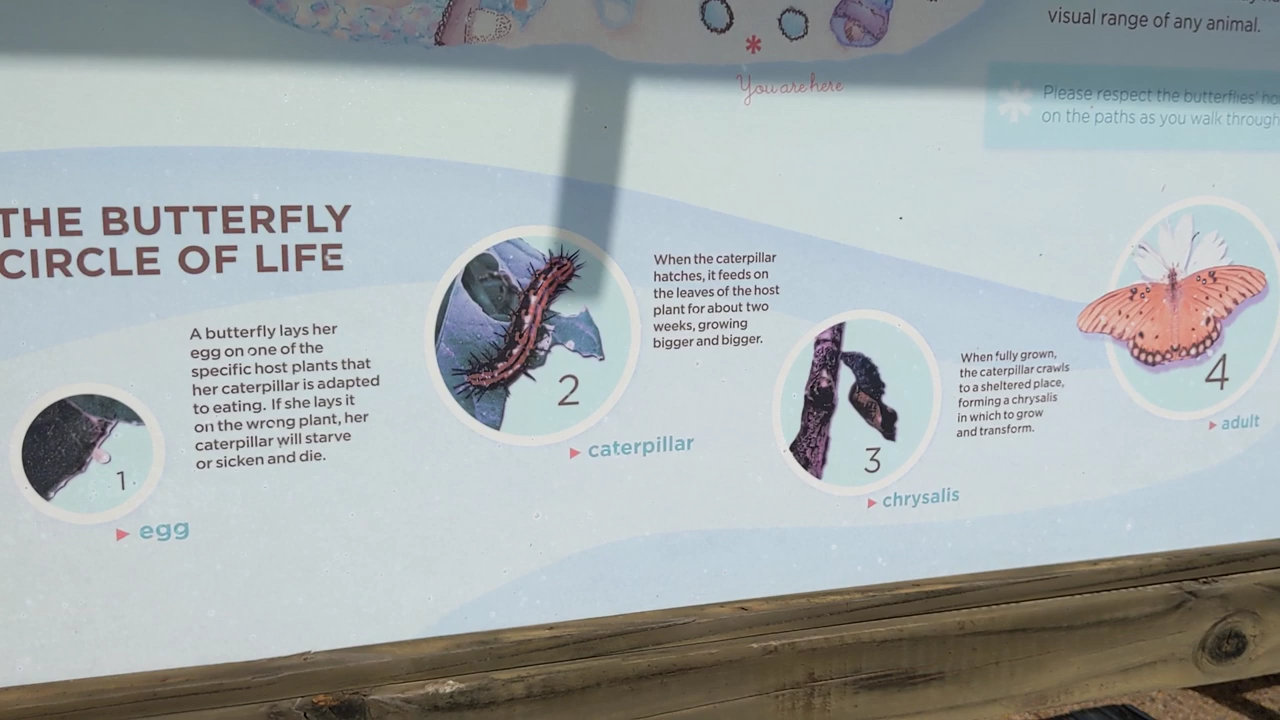 visual range of any animal.
You are here
Please respect the butterflies'
on the paths as you walk through
THE BUTTERFLY
CIRCLE OF LIFE
A butterfly lays her
egg on one of the
specific host plants that
her caterpillar is adapted
to eating. If she lays it
on the wrong plant, her
caterpillar will starve
or sicken and die.
1
egg
When the caterpillar
hatches, it feeds on
the leaves of the host
plant for about two
weeks, growing
bigger and bigger.
2
caterpillar
When fully grown,
the caterpillar crawls
to a sheltered place,
forming a chrysalis
in which to grow
and transform.
3
chrysalis
4
adult